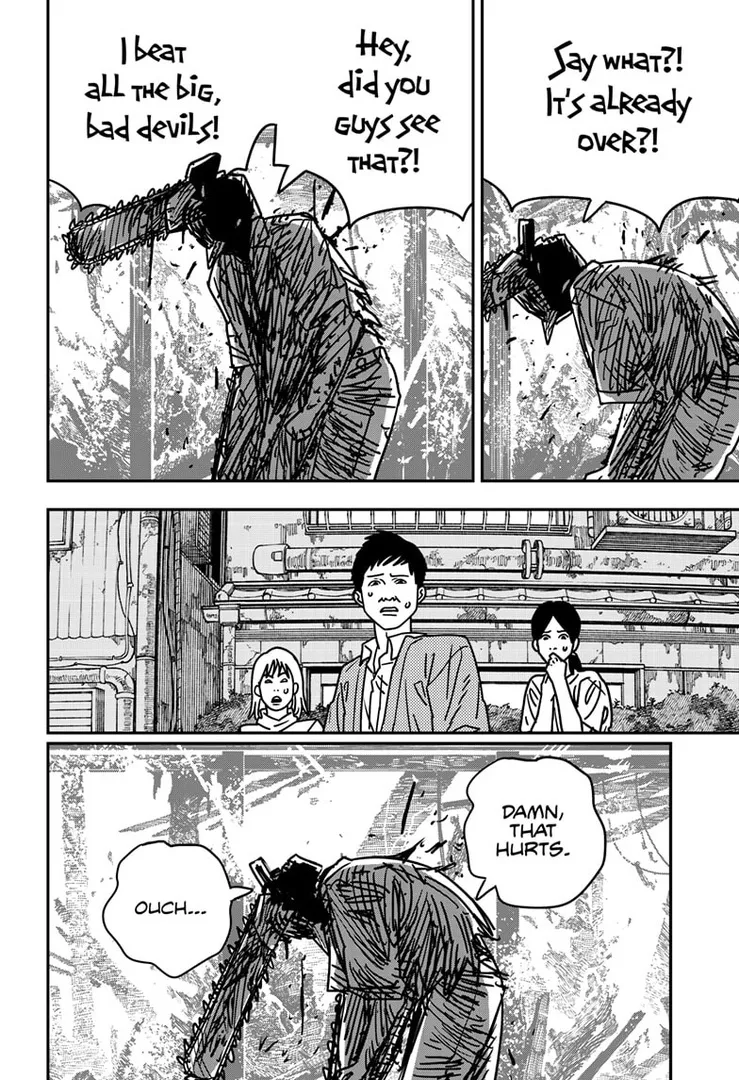 Say what?!
It's already
over?!
Hey,
did you
guys see
that?!
I beat
all the big,
bad devils!
DAMN,
THAT
HURTS.
OUCH...